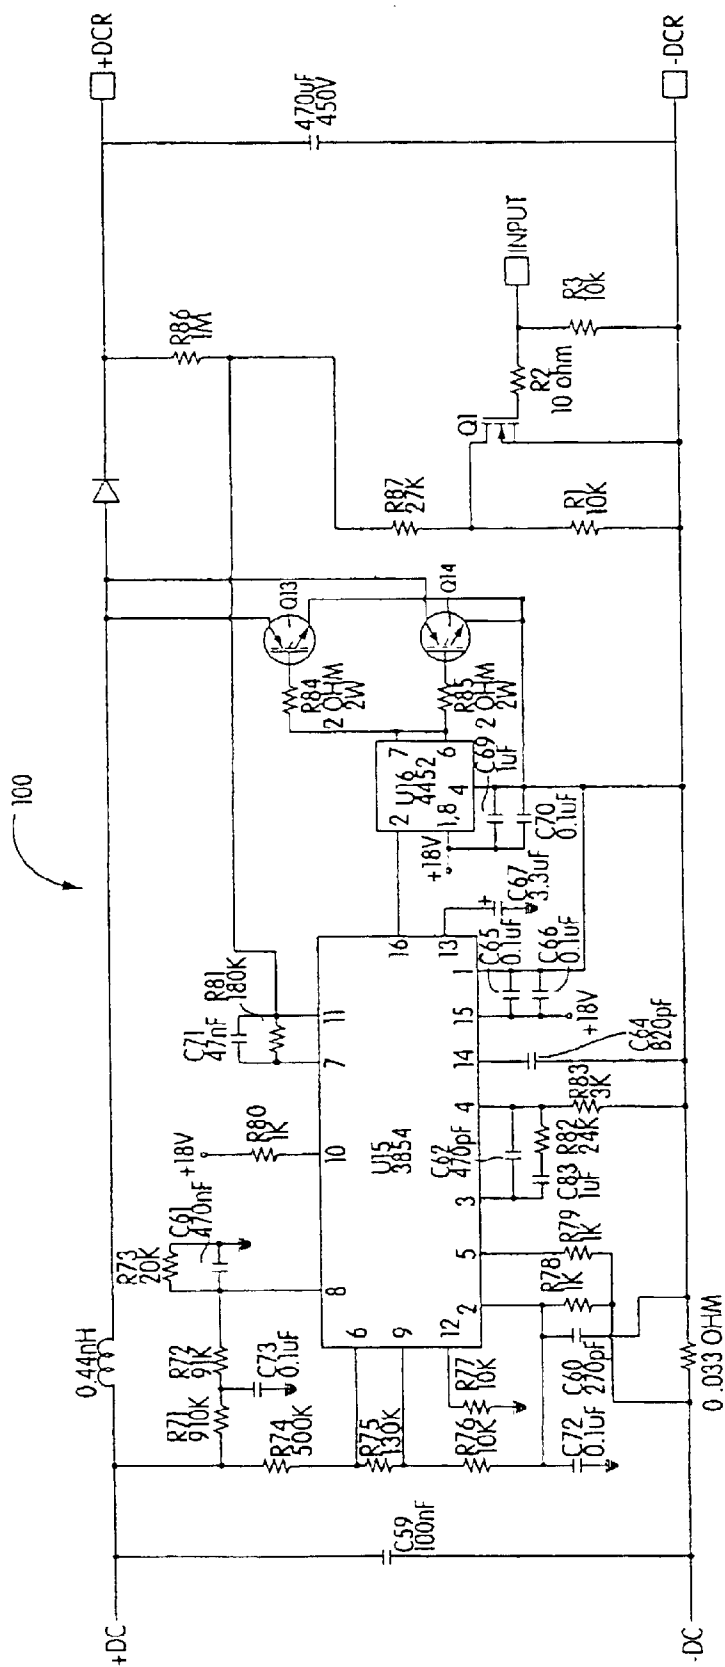 100
+DC
-DC
+DCR
-DCR
C59
100nF
0.44nH
R71
910K
R72
91K
R73
20K
C61
470nF
C73
0.1uF
R74
500K
R75
130K
R76
10K
R77
10K
C72
0.1uF
C60
270pF
R78
1K
R79
1K
0.033 OHM
+18V
R80
1K
C71
47nF
R81
180K
8
10
7
11
6
9
12
U15
3854
16
13
2
5
3
4
14
15
1
C62
470pF
C83
1uF
R82
24K
R83
3K
C64
820pF
+18V
C65
0.1uF
C66
0.1uF
C67
3.3uF
+
+18V
2
7
U16
4452
1,8
4
6
C69
1uF
C70
0.1uF
R84
2 OHM
2W
R85
2 OHM
2W
Q13
Q14
R86
1M
R87
27K
R1
10K
Q1
R2
10 ohm
R3
10K
INPUT
470uF
450V